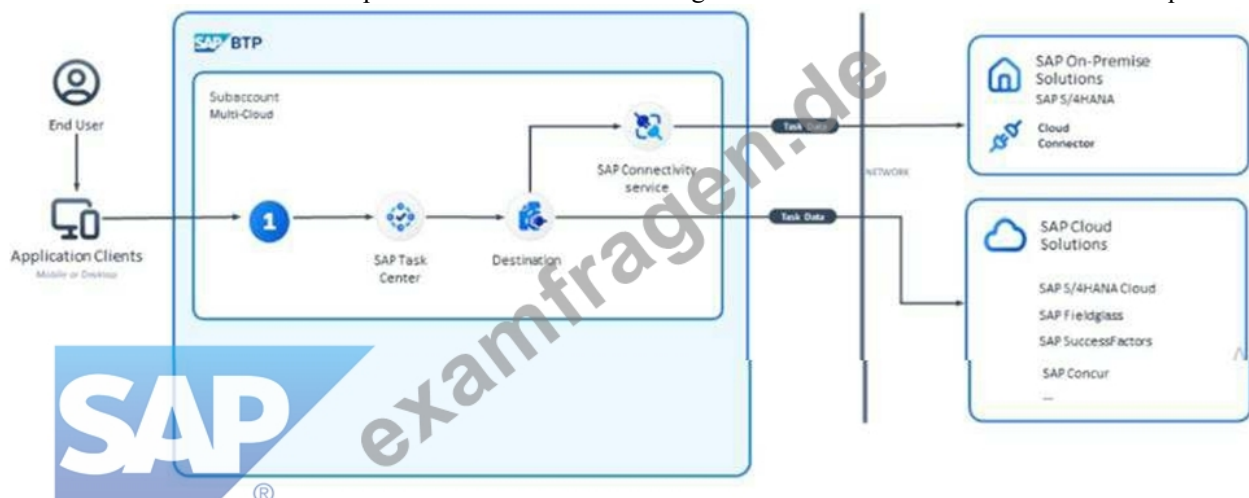 SAP BTP
Subaccount
Multi-Cloud
End User
Application Clients
Mobile or Desktop
1
SAP Task
Center
Destination
SAP Connectivity
service
Task Data
Task Data
NETWORK
SAP On-Premise
Solutions
SAP S/4HANA
Cloud
Connector
SAP Cloud
Solutions
SAP S/4HANA Cloud
SAP Fieldglass
SAP SuccessFactors
SAP Concur
...
SAP
®
examfragen.de